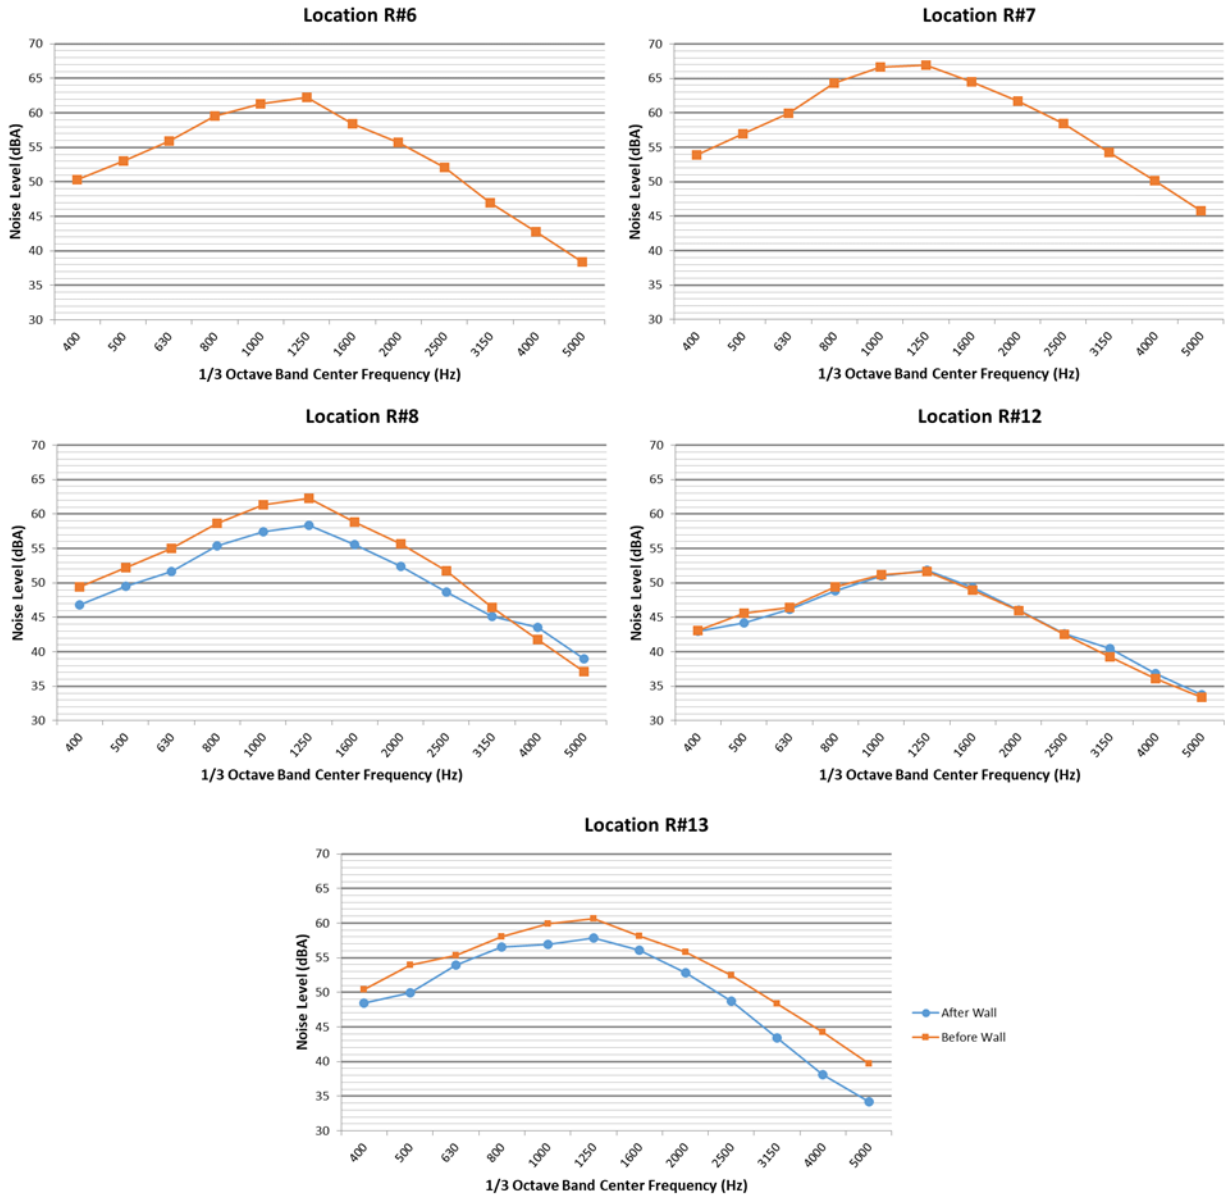 Location R#6
Noise Level (dBA)
70
65
60
55
50
45
40
35
30
400 500 630 800 1000 1250 1600 2000 2500 3150 4000 5000
1/3 Octave Band Center Frequency (Hz)
Location R#7
Noise Level (dBA)
70
65
60
55
50
45
40
35
30
400 500 630 800 1000 1250 1600 2000 2500 3150 4000 5000
1/3 Octave Band Center Frequency (Hz)
Location R#8
Noise Level (dBA)
70
65
60
55
50
45
40
35
30
400 500 630 800 1000 1250 1600 2000 2500 3150 4000 5000
1/3 Octave Band Center Frequency (Hz)
Location R#12
Noise Level (dBA)
70
65
60
55
50
45
40
35
30
400 500 630 800 1000 1250 1600 2000 2500 3150 4000 5000
1/3 Octave Band Center Frequency (Hz)
Location R#13
Noise Level (dBA)
70
65
60
55
50
45
40
35
30
400 500 630 800 1000 1250 1600 2000 2500 3150 4000 5000
1/3 Octave Band Center Frequency (Hz)
After Wall
Before Wall